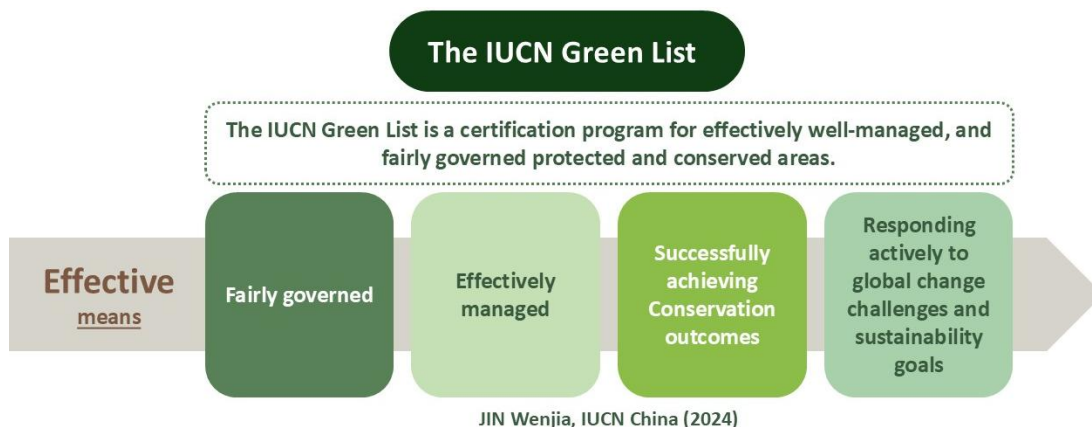 The IUCN Green List
The IUCN Green List is a certification program for effectively well-managed, and
fairly governed protected and conserved areas.
Effective
means
Fairly governed
Effectively
managed
Successfully
achieving
Conservation
outcomes
Responding
actively to
global change
challenges and
sustainability
goals
JIN Wenjia, IUCN China (2024)